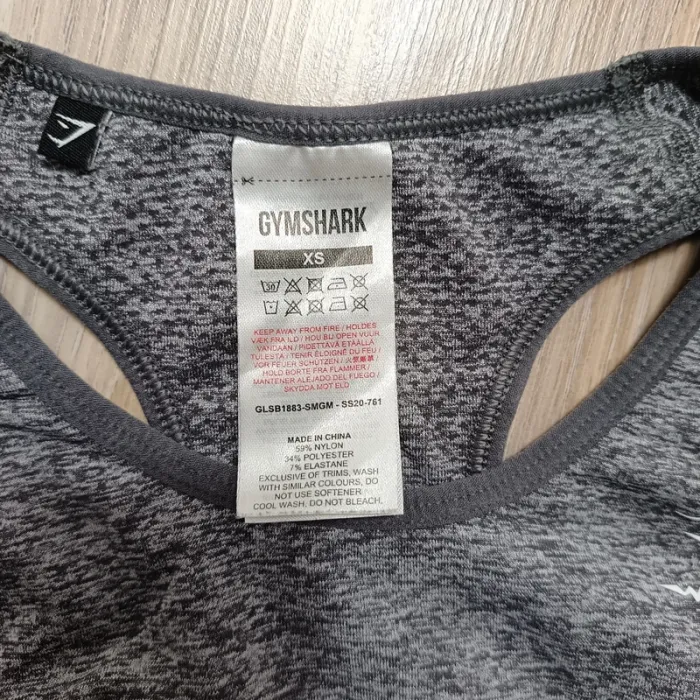 GYMSHARK
XS
30
KEEP AWAY FROM FIRE / HOLDES
VÆK FRA ILD / HOU BIJ OPEN VUUR
VANDAAN / PIDETTÄVÄ ETÄÄLLÄ
TULESTA / TENIR ÉLOIGNÉ DU FEU /
VOR FEUER SCHÜTZEN / 火気厳禁 /
HOLD BORTE FRA FLAMMER /
MANTENER ALEJADO DEL FUEGO /
SKYDDA MOT ELD
GLSB1883-SMGM - SS20-761
MADE IN CHINA
59% NYLON
34% POLYESTER
7% ELASTANE
EXCLUSIVE OF TRIMS, WASH
WITH SIMILAR COLOURS, DO
NOT USE SOFTENER
COOL WASH, DO NOT BLEACH,